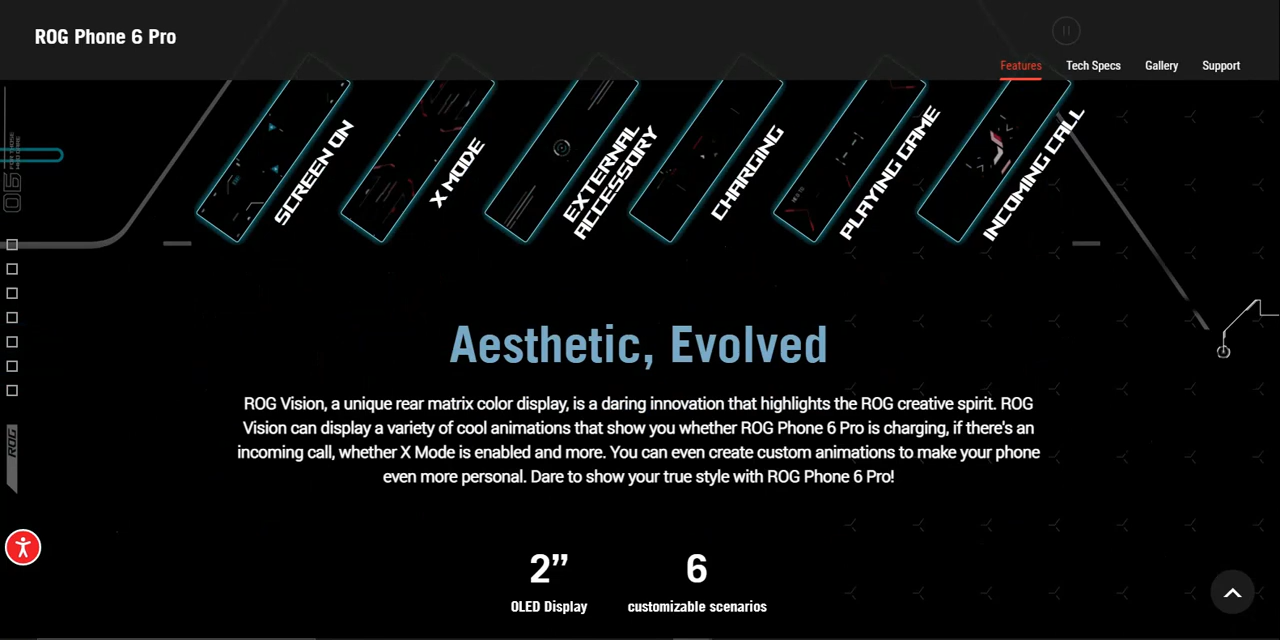 ROG Phone 6 Pro
Features
Tech Specs
Gallery
Support
SCREEN ON
X MODE
EXTERNAL
ACCESSORY
CHARGING
PLAYING GAME
INCOMING CALL
06
ROG
Aesthetic, Evolved
ROG Vision, a unique rear matrix color display, is a daring innovation that highlights the ROG creative spirit. ROG
Vision can display a variety of cool animations that show you whether ROG Phone 6 Pro is charging, if there's an
incoming call, whether X Mode is enabled and more. You can even create custom animations to make your phone
even more personal. Dare to show your true style with ROG Phone 6 Pro!
2”
OLED Display
6
customizable scenarios